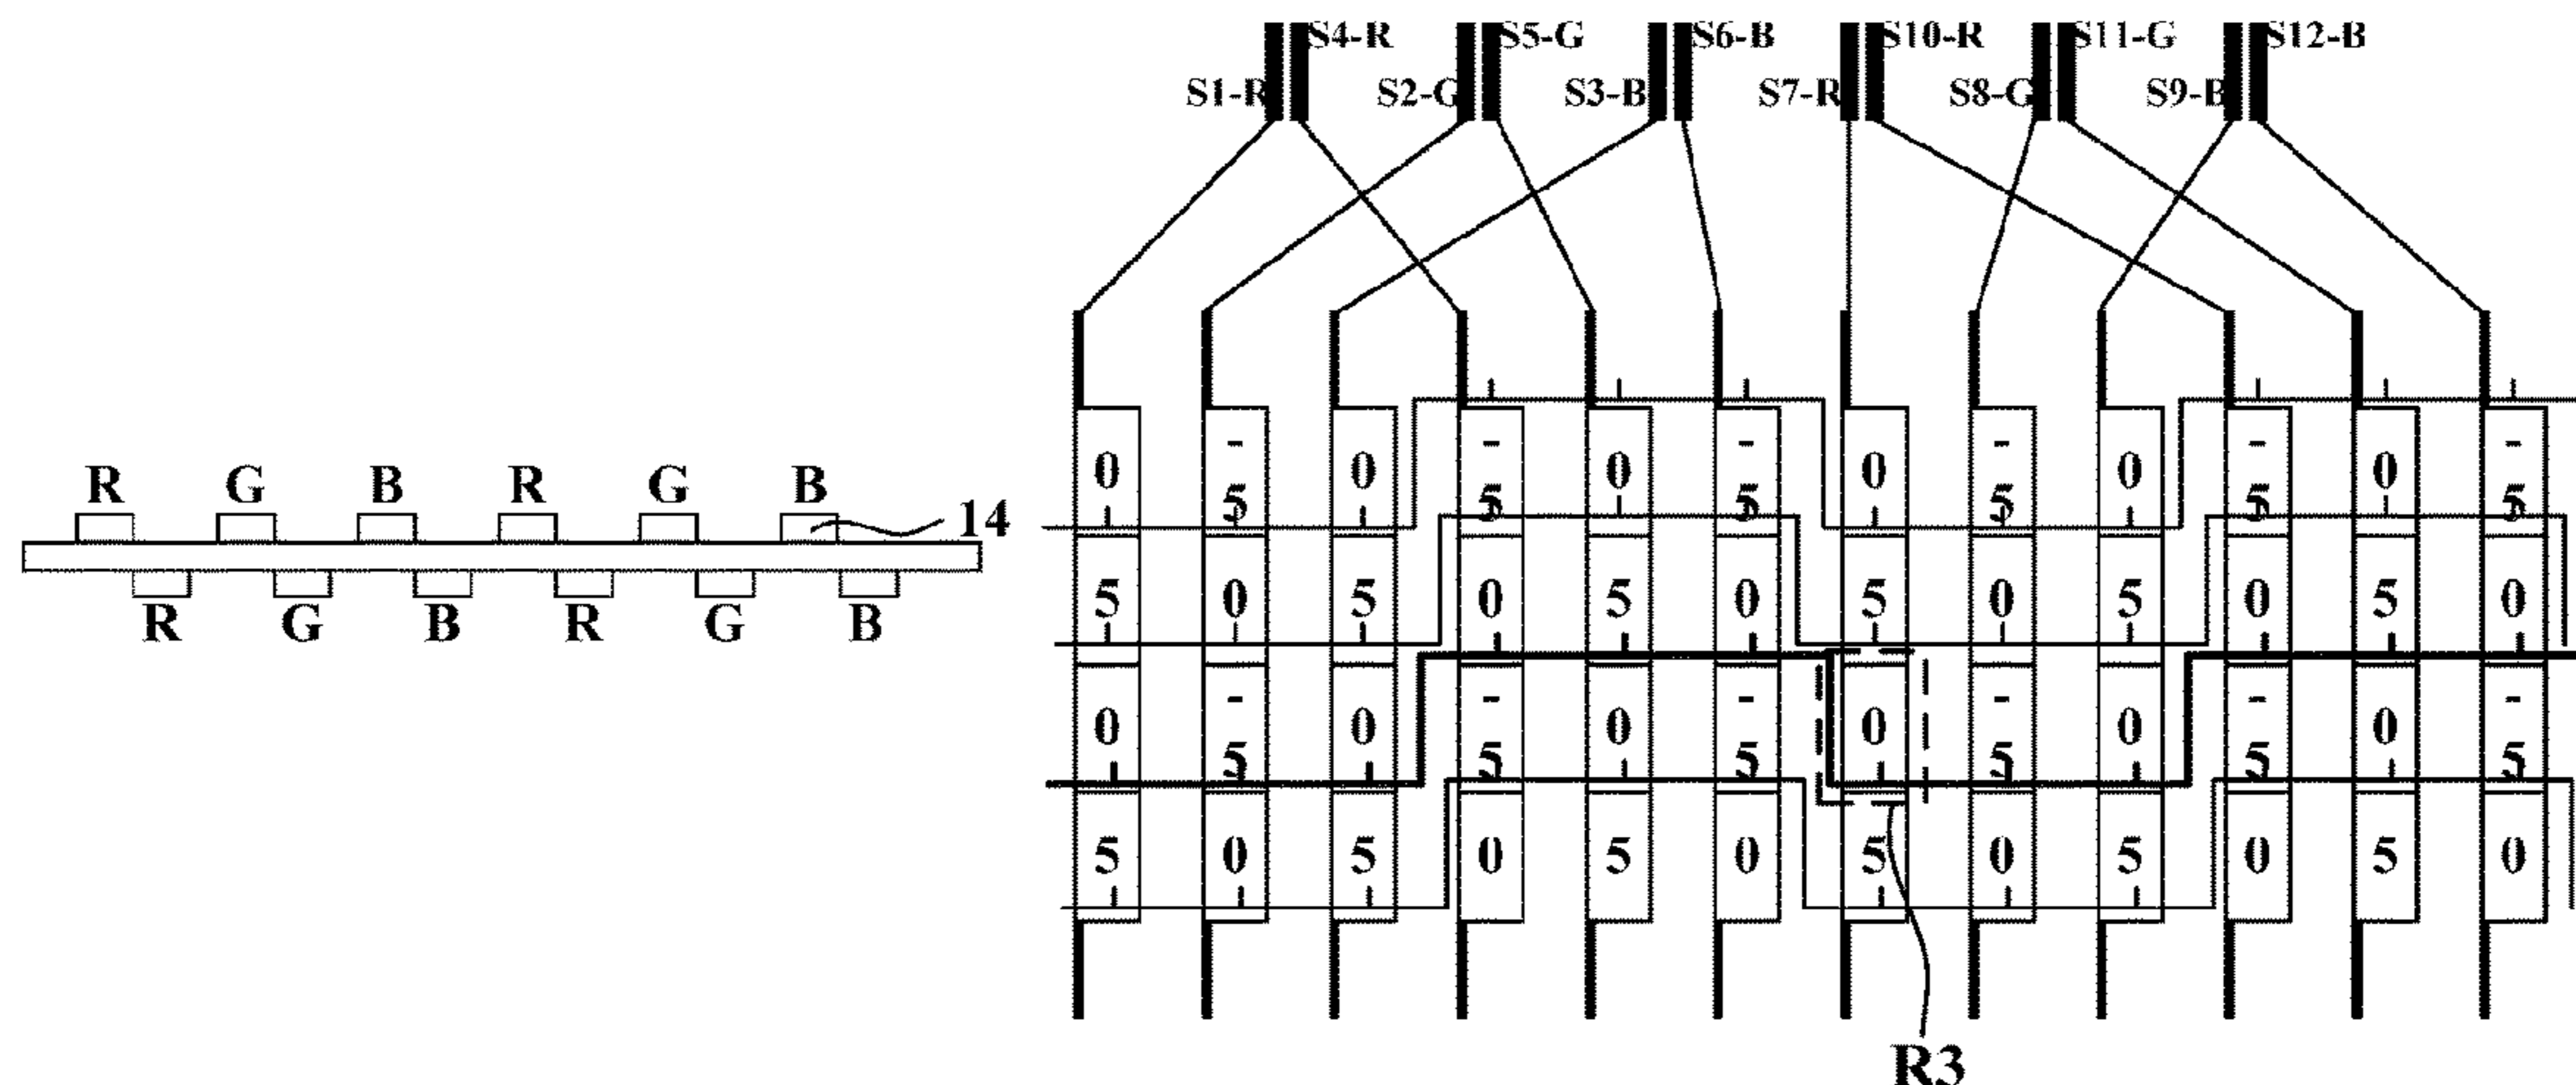 S4-R S5-G S6-B S10-R S11-G S12-B
S1-R S2-G S3-B S7-R S8-G S9-B
R G B R G B
14
R G B R G B
0 -5 0 -5 0 -5 0 -5 0 -5 0 -5
5 0 5 0 5 0 5 0 5 0 5 0
0 -5 0 -5 0 -5 0 -5 0 -5 0 -5
5 0 5 0 5 0 5 0 5 0 5 0
R3